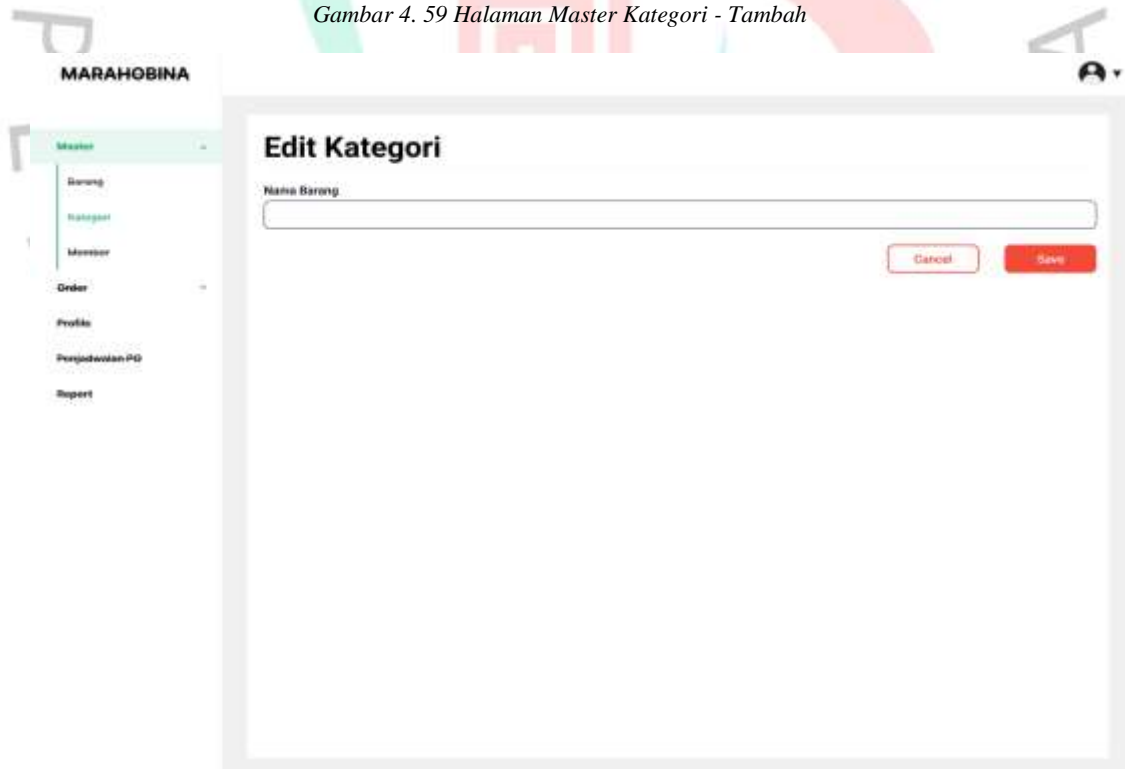 Gambar 4. 59 Halaman Master Kategori - Tambah
MARAHOBINA
Master
Barang
Kategori
Member
Order
Profile
Penjadwalan PO
Report
Edit Kategori
Nama Barang
Cancel
Save